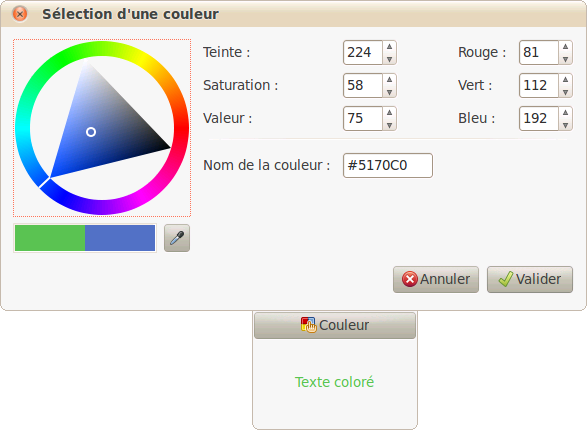 Sélection d'une couleur
Teinte : 224 Rouge : 81
Saturation : 58 Vert : 112
Valeur : 75 Bleu : 192
Nom de la couleur : #5170C0
Annuler Valider
Couleur
Texte coloré